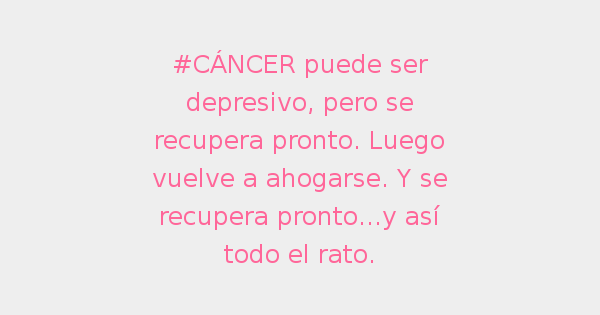 #CÁNCER puede ser
depresivo, pero se
recupera pronto. Luego
vuelve a ahogarse. Y se
recupera pronto...y así
todo el rato.